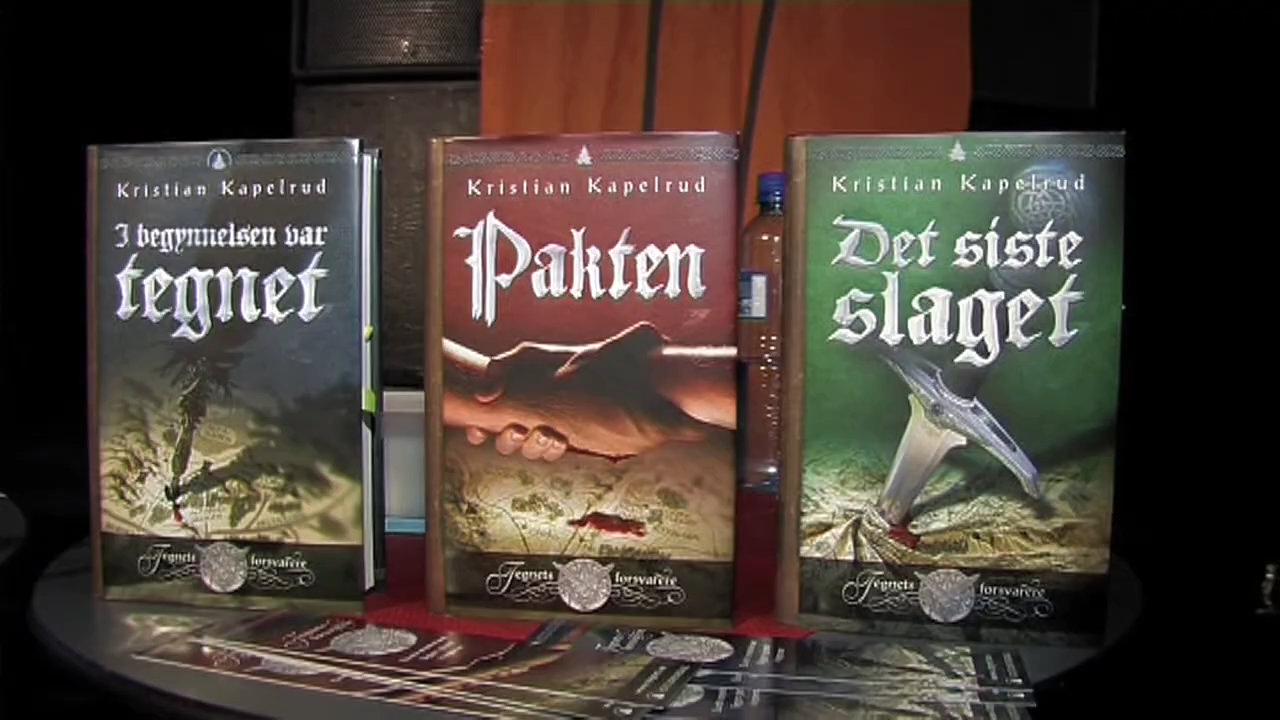 Kristian Kapelrud
I begynnelsen var
tegnet
Tegnets forsvarere
Kristian Kapelrud
Pakten
Tegnets forsvarere
Kristian Kapelrud
Det siste
slaget
Tegnets forsvarere